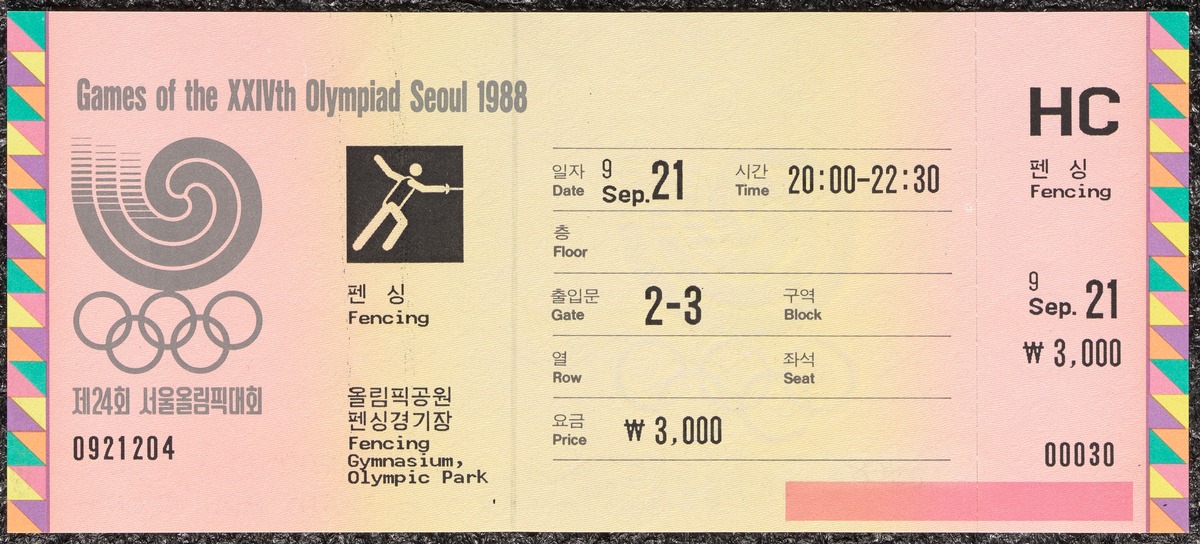 Games of the XXIVth Olympiad Seoul 1988
제24회 서울올림픽대회
0921204
펜 싱
Fencing
올림픽공원
펜싱경기장
Fencing
Gymnasium,
Olympic Park
일자 9 시간
Date Sep.21 Time 20:00-22:30
층
Floor
출입문 구역
Gate 2-3 Block
열 좌석
Row Seat
요금
Price ₩ 3,000
HC
펜 싱
Fencing
9
Sep. 21
₩ 3,000
00030